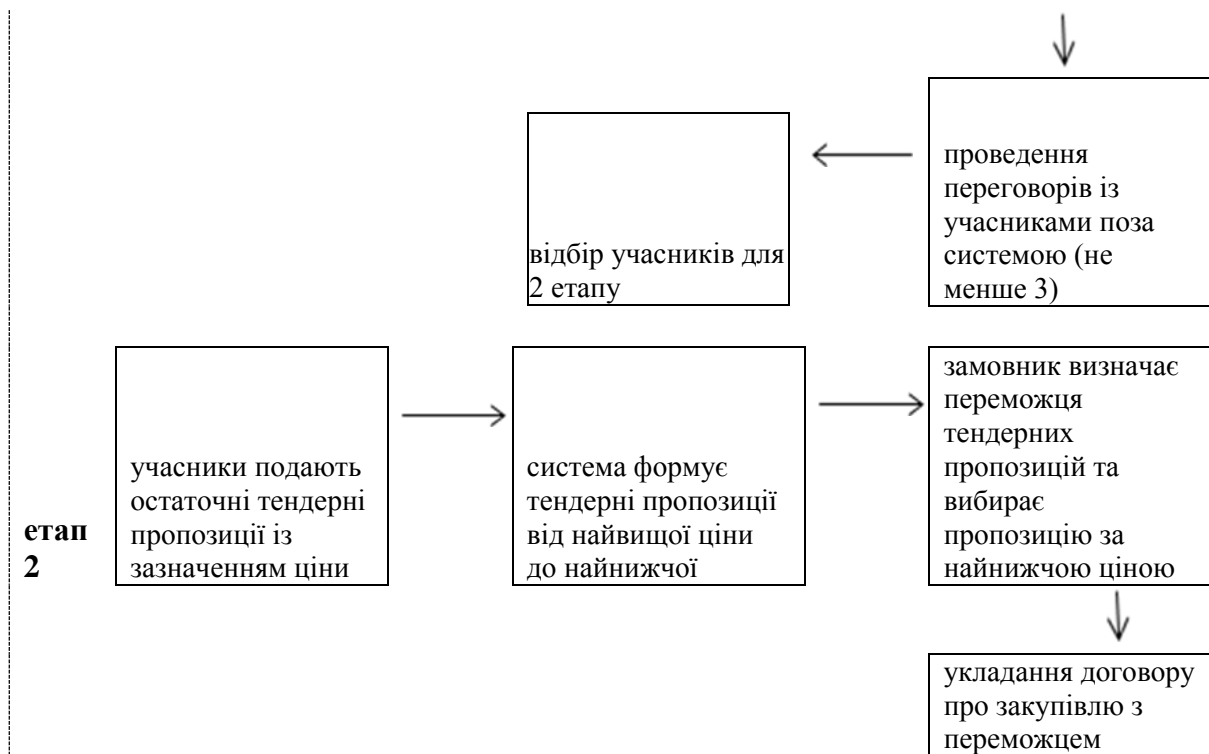 проведення
переговорів із
учасниками поза
системою (не
менше 3)
відбір учасників для
2 етапу
етап
2
учасники подають
остаточні тендерні
пропозиції із
зазначенням ціни
система формує
тендерні пропозиції
від найвищої ціни
до найнижчої
замовник визначає
переможця
тендерних
пропозицій та
вибирає
пропозицію за
найнижчою ціною
укладання договору
про закупівлю з
переможцем